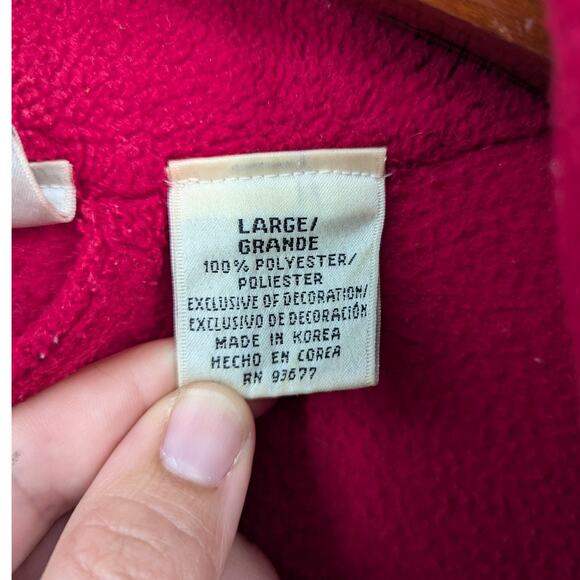 LARGE/
GRANDE
100% POLYESTER/
POLIESTER
EXCLUSIVE OF DECORATION/
EXCLUSIVO DE DECORACIÓN
MADE IN KOREA
HECHO EN COREA
RN 93677